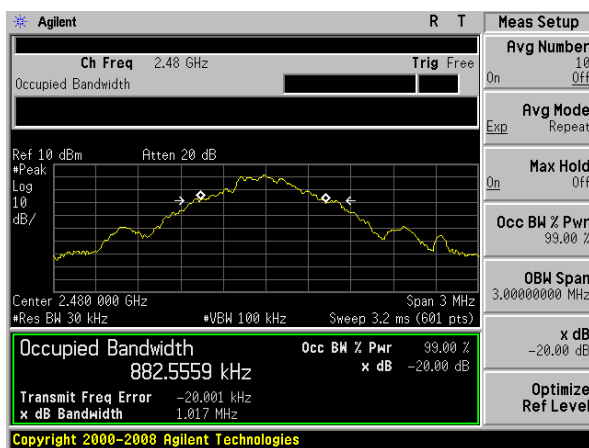 Agilent R T
Meas Setup
Ch Freq 2.48 GHz Trig Free
Occupied Bandwidth
Avg Number
10
On Off
Avg Mode
Exp Repeat
Max Hold
On Off
Occ BW % Pwr
99.00 %
OBW Span
3.00000000 MHz
x dB
-20.00 dB
Optimize
Ref Level
Ref 10 dBm Atten 20 dB
#Peak
Log
10
dB/
Center 2.480 000 GHz Span 3 MHz
#Res BW 30 kHz #VBW 100 kHz Sweep 3.2 ms (601 pts)
Occupied Bandwidth Occ BW % Pwr 99.00 %
882.5559 kHz x dB -20.00 dB
Transmit Freq Error -20.001 kHz
x dB Bandwidth 1.017 MHz
Copyright 2000-2008 Agilent Technologies